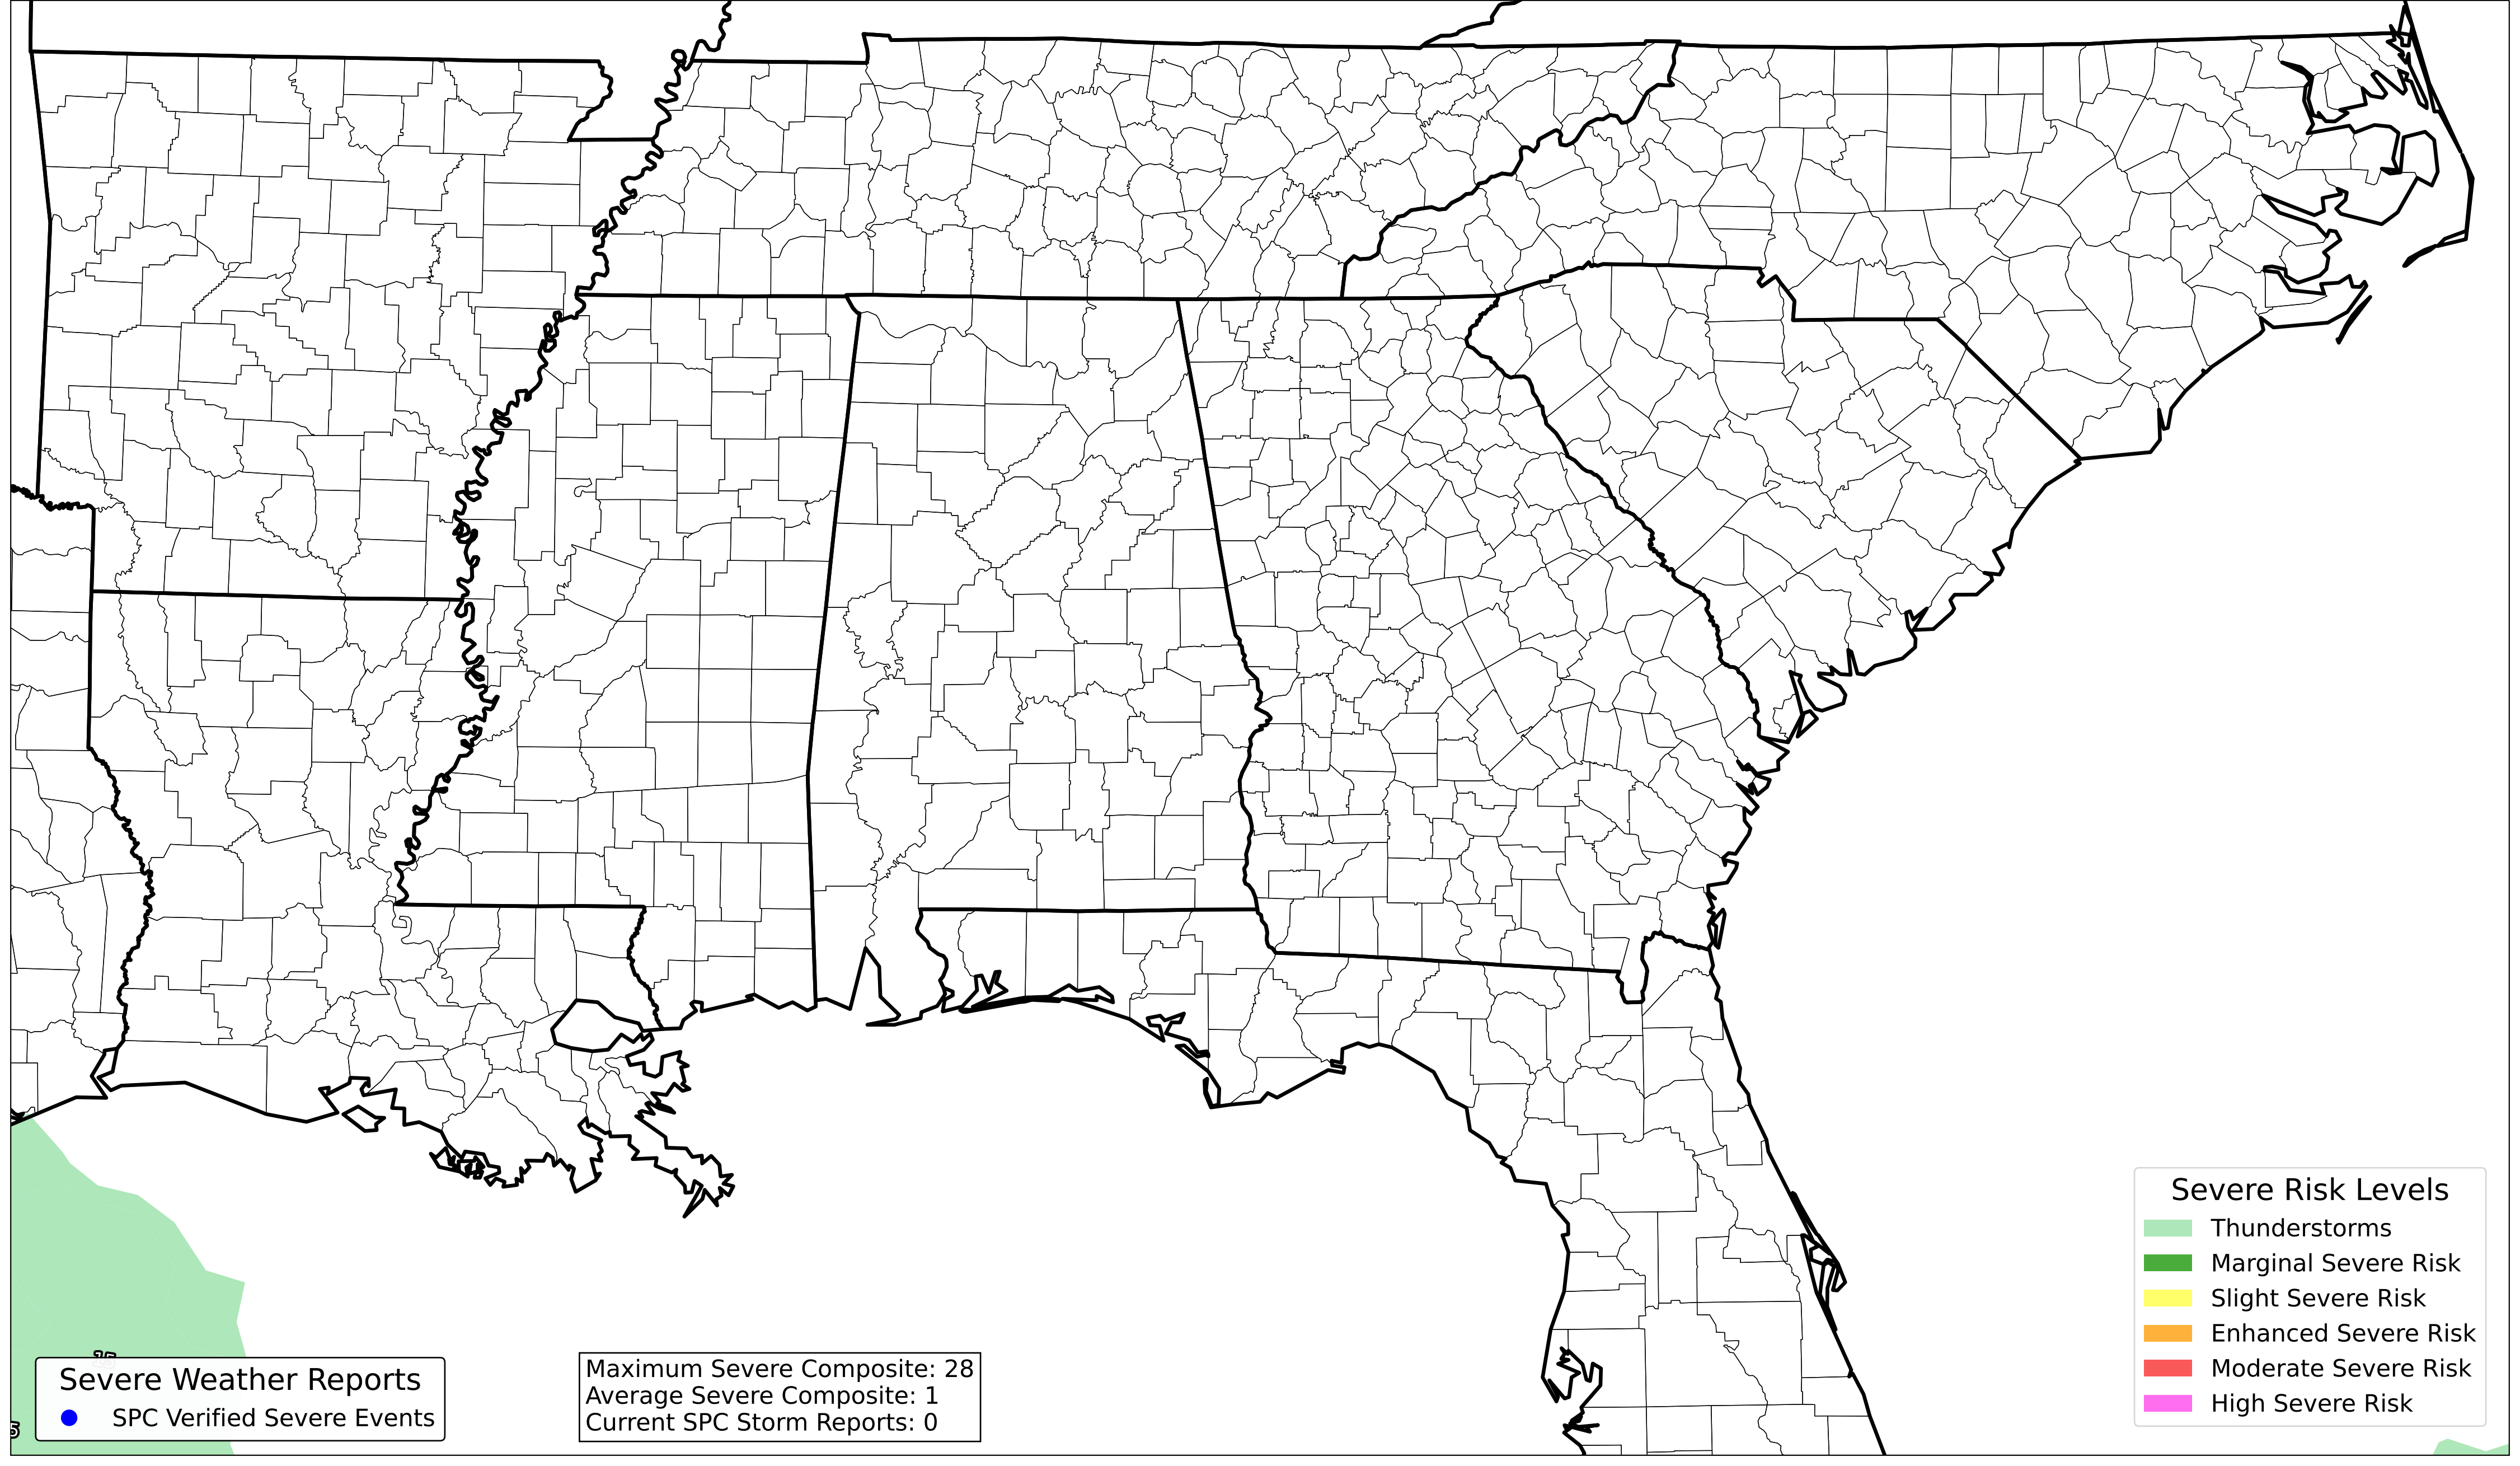 Severe Weather Reports
SPC Verified Severe Events
Maximum Severe Composite: 28
Average Severe Composite: 1
Current SPC Storm Reports: 0
Severe Risk Levels
Thunderstorms
Marginal Severe Risk
Slight Severe Risk
Enhanced Severe Risk
Moderate Severe Risk
High Severe Risk